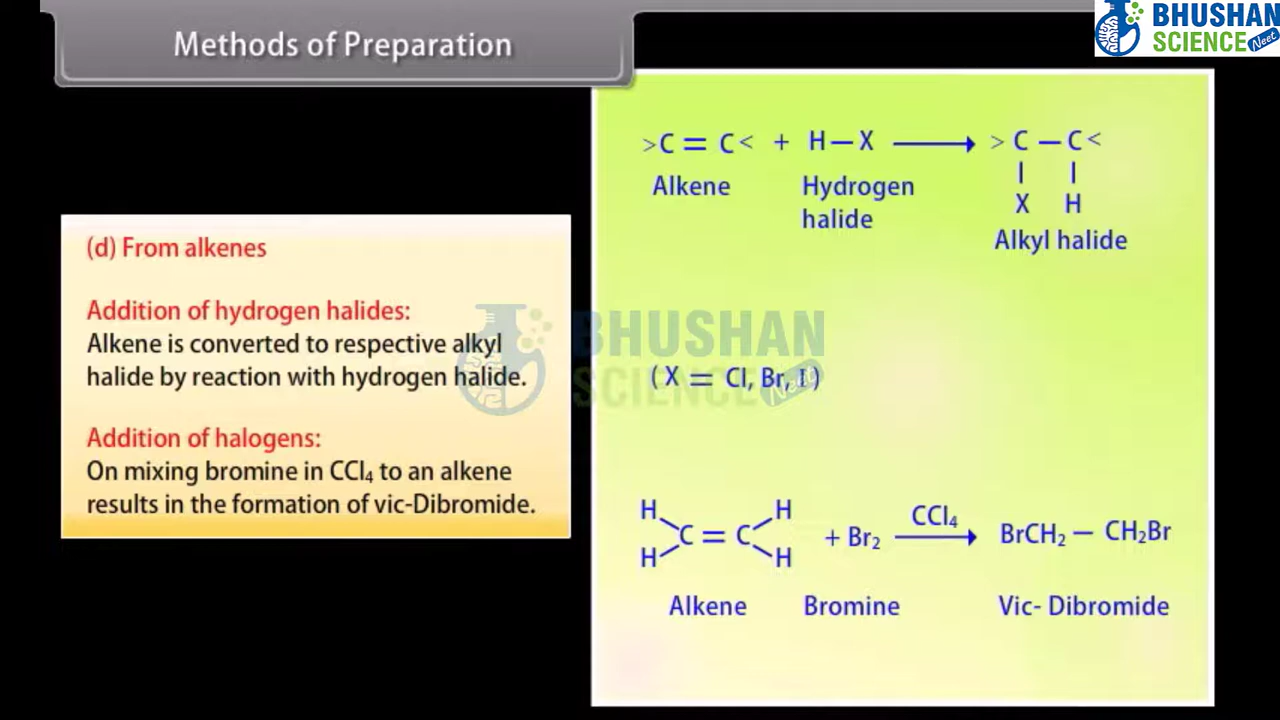 Methods of Preparation
BHUSHAN
SCIENCE Neet
(d) From alkenes
Addition of hydrogen halides:
Alkene is converted to respective alkyl
halide by reaction with hydrogen halide.
Addition of halogens:
On mixing bromine in CCl₄ to an alkene
results in the formation of vic-Dibromide.
>C = C< + H—X ⟶ >C — C<
| |
X H
Alkene Hydrogen
halide
Alkyl halide
BHUSHAN
SCIENCE Neet
(X = Cl, Br, I)
H H
C = C + Br₂ CCl₄ ⟶ BrCH₂ — CH₂Br
H H
Alkene Bromine Vic- Dibromide